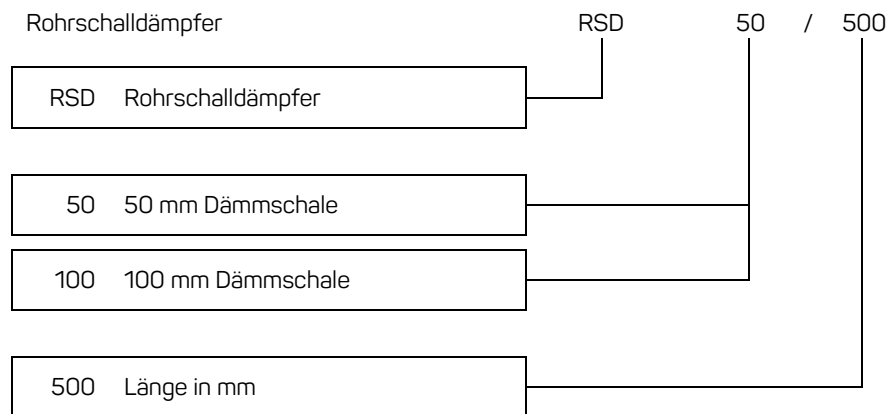 Rohrschalldämpfer RSD 50 / 500
RSD Rohrschalldämpfer
50 50 mm Dämmschale
100 100 mm Dämmschale
500 Länge in mm